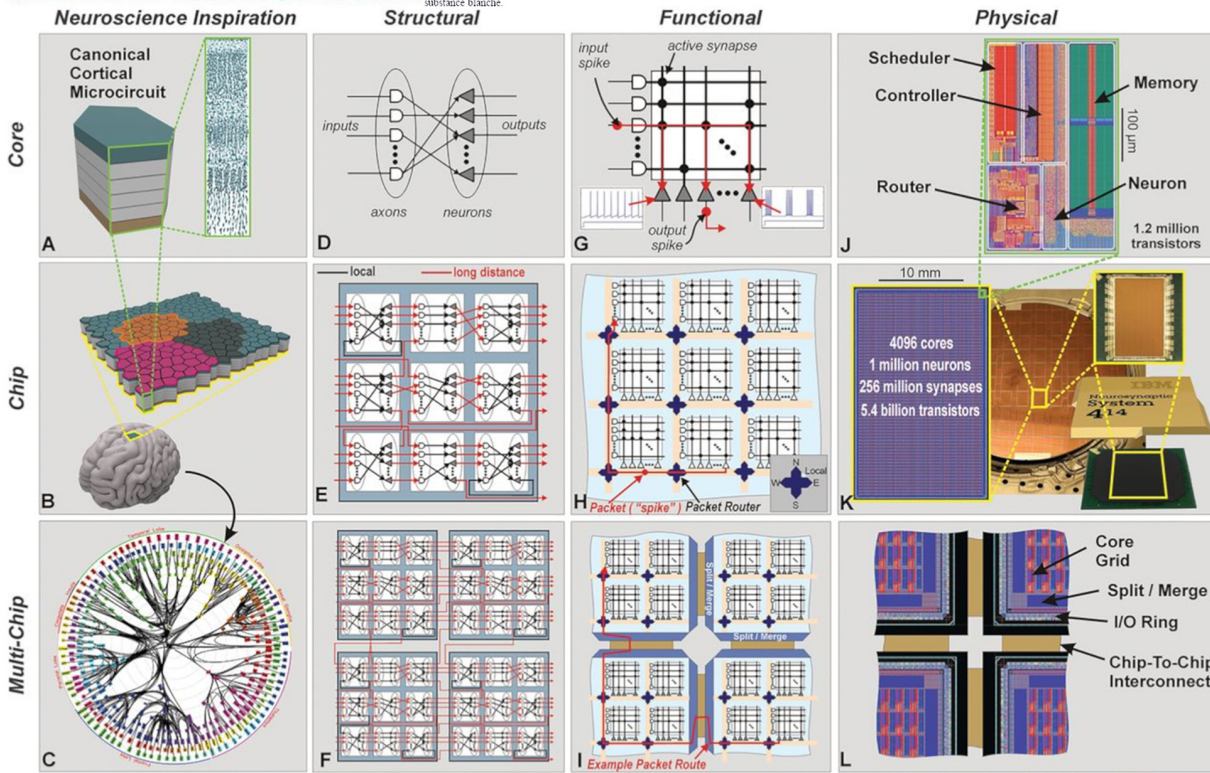 substance blanche.
Neuroscience Inspiration
Structural
Functional
Physical
Core
Canonical
Cortical
Microcircuit
A
inputs
outputs
axons
neurons
D
input
spike
active synapse
output
spike
G
Scheduler
Controller
Memory
100 µm
Router
Neuron
1.2 million
transistors
J
Chip
B
local
long distance
E
N
Local
W
E
S
Packet ("spike")
Packet Router
H
10 mm
4096 cores
1 million neurons
256 million synapses
5.4 billion transistors
IBM
Neurosynaptic
System
414
K
Multi-Chip
Temporal Lobe
C
F
Split / Merge
Split / Merge
Example Packet Route
I
Core
Grid
Split / Merge
I/O Ring
Chip-To-Chip
Interconnect
L